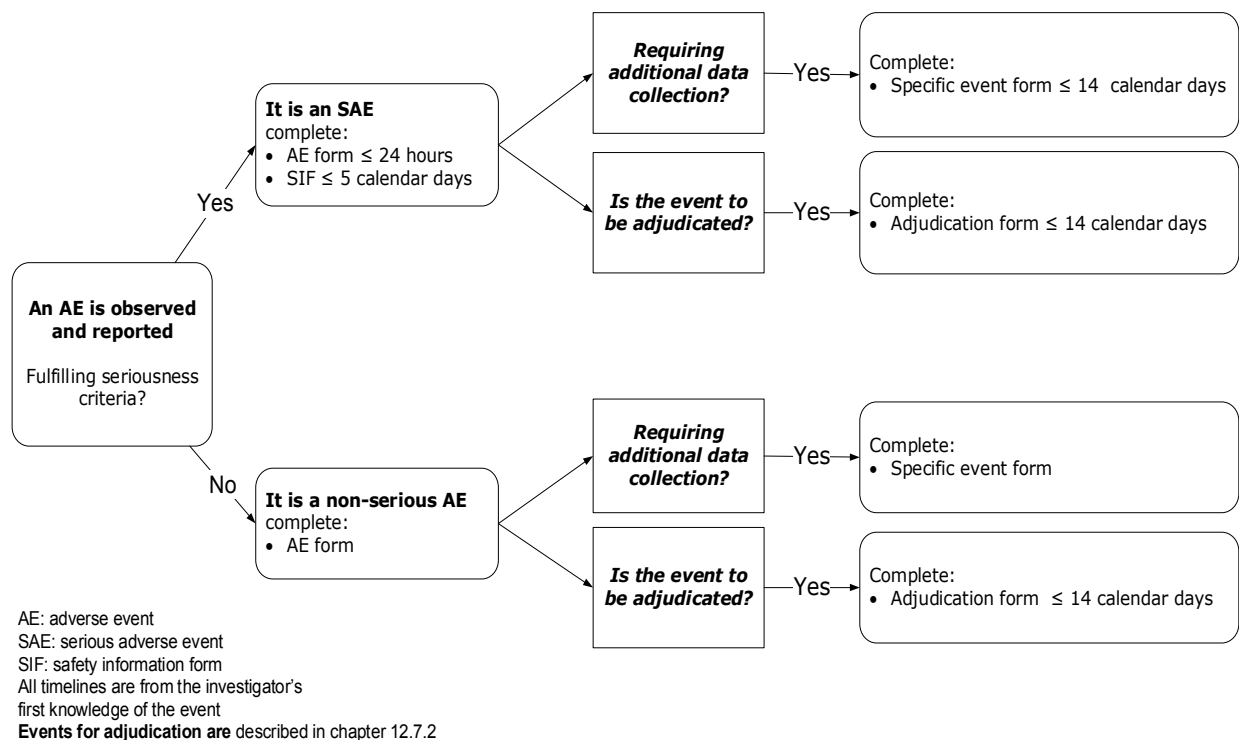 An AE is observed
and reported
Fulfilling seriousness
criteria?
Yes
It is an SAE
complete:
• AE form ≤ 24 hours
• SIF ≤ 5 calendar days
Requiring
additional data
collection?
Yes
Complete:
• Specific event form ≤ 14 calendar days
Is the event to
be adjudicated?
Yes
Complete:
• Adjudication form ≤ 14 calendar days
No
It is a non-serious AE
complete:
• AE form
Requiring
additional data
collection?
Yes
Complete:
• Specific event form
Is the event to
be adjudicated?
Yes
Complete:
• Adjudication form ≤ 14 calendar days
AE: adverse event
SAE: serious adverse event
SIF: safety information form
All timelines are from the investigator's
first knowledge of the event
Events for adjudication are described in chapter 12.7.2